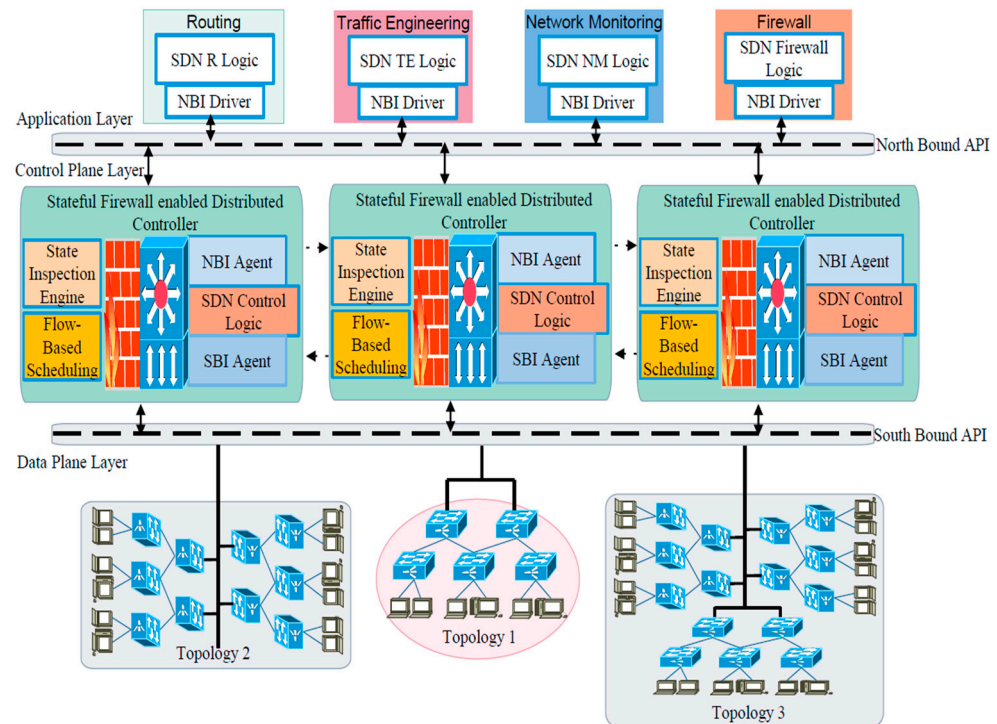 Routing
Traffic Engineering
Network Monitoring
Firewall
SDN R Logic
SDN TE Logic
SDN NM Logic
SDN Firewall
Logic
NBI Driver
NBI Driver
NBI Driver
NBI Driver
Application Layer
North Bound API
Control Plane Layer
Stateful Firewall enabled Distributed
Controller
State
Inspection
Engine
Flow-
Based
Scheduling
NBI Agent
SDN Control
Logic
SBI Agent
Stateful Firewall enabled Distributed
Controller
State
Inspection
Engine
Flow-
Based
Scheduling
NBI Agent
SDN Control
Logic
SBI Agent
Stateful Firewall enabled Distributed
Controller
State
Inspection
Engine
Flow-
Based
Scheduling
NBI Agent
SDN Control
Logic
SBI Agent
South Bound API
Data Plane Layer
Topology 2
Topology 1
Topology 3